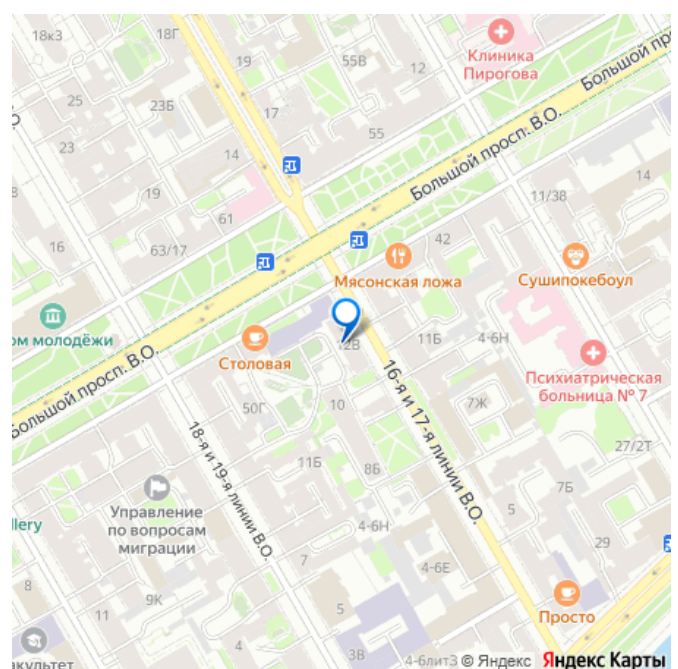 18к3
18Г
19
55В
12
Клиника
Пирогова
Большой пр
25
23Б
17
55
23
14
Большой просп. В.О.
19
61
11/38
14
16
63/17
42
Мясонская ложа
Сушипокебоул
ом молодёжи
Столовая
12В
11Б
4-6Н
Психиатрическая
больница № 7
Большой просп. В.О.
50Г
10
16-я и 17-я линии В.О.
7Ж
18-я и 19-я линии В.О.
11Б
8Б
27/2Т
Управление
по вопросам
миграции
7Б
llery
4-6Н
5
29
7
4-6Е
8
9К
11
5
Просто
4
акультет
3В
4-6литЗ
© Яндекс Яндекс Карты